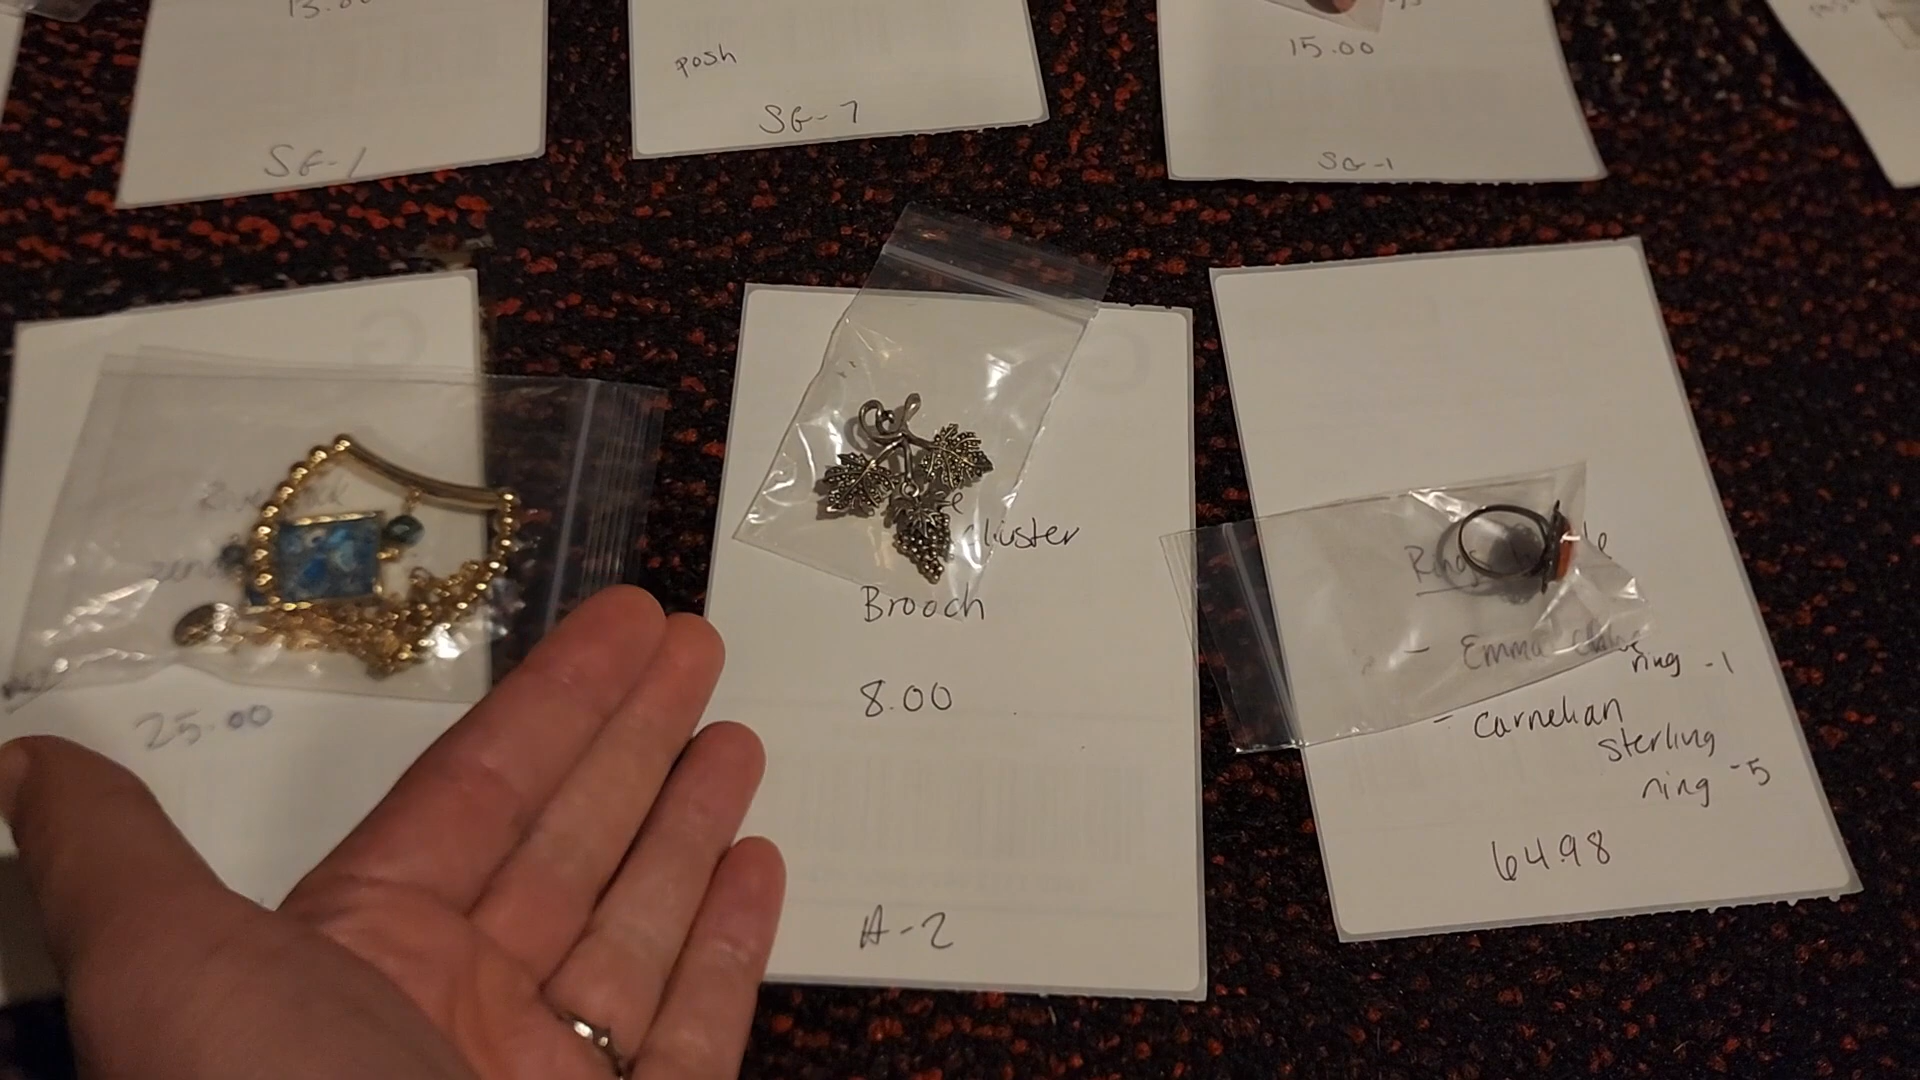 posh
SG-7
SG-1
15.00
SG-1
25.00
cluster
Brooch
8.00
A-2
Rings
- Emma
ring -1
- Carnelian
sterling
ring -5
64.98